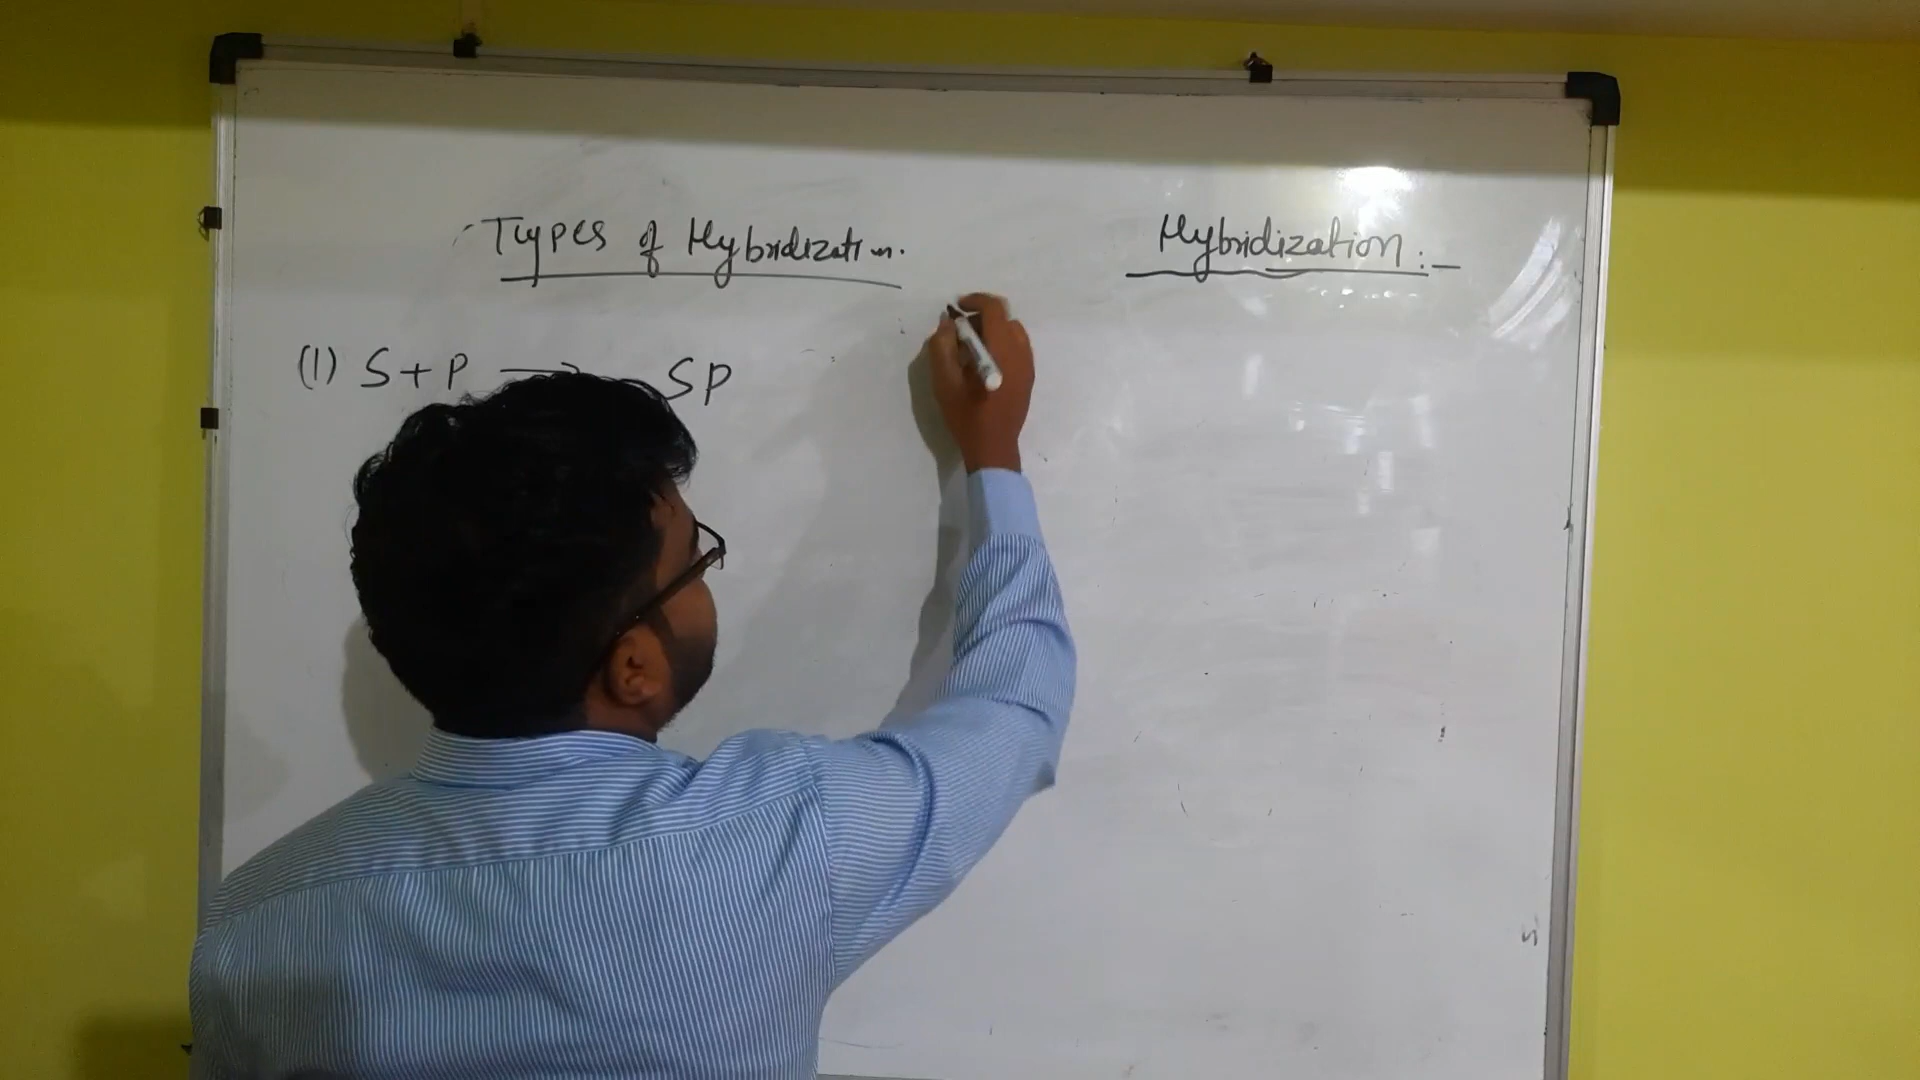 Types of Hybridization.
Hybridization :-
(1) S + P → SP